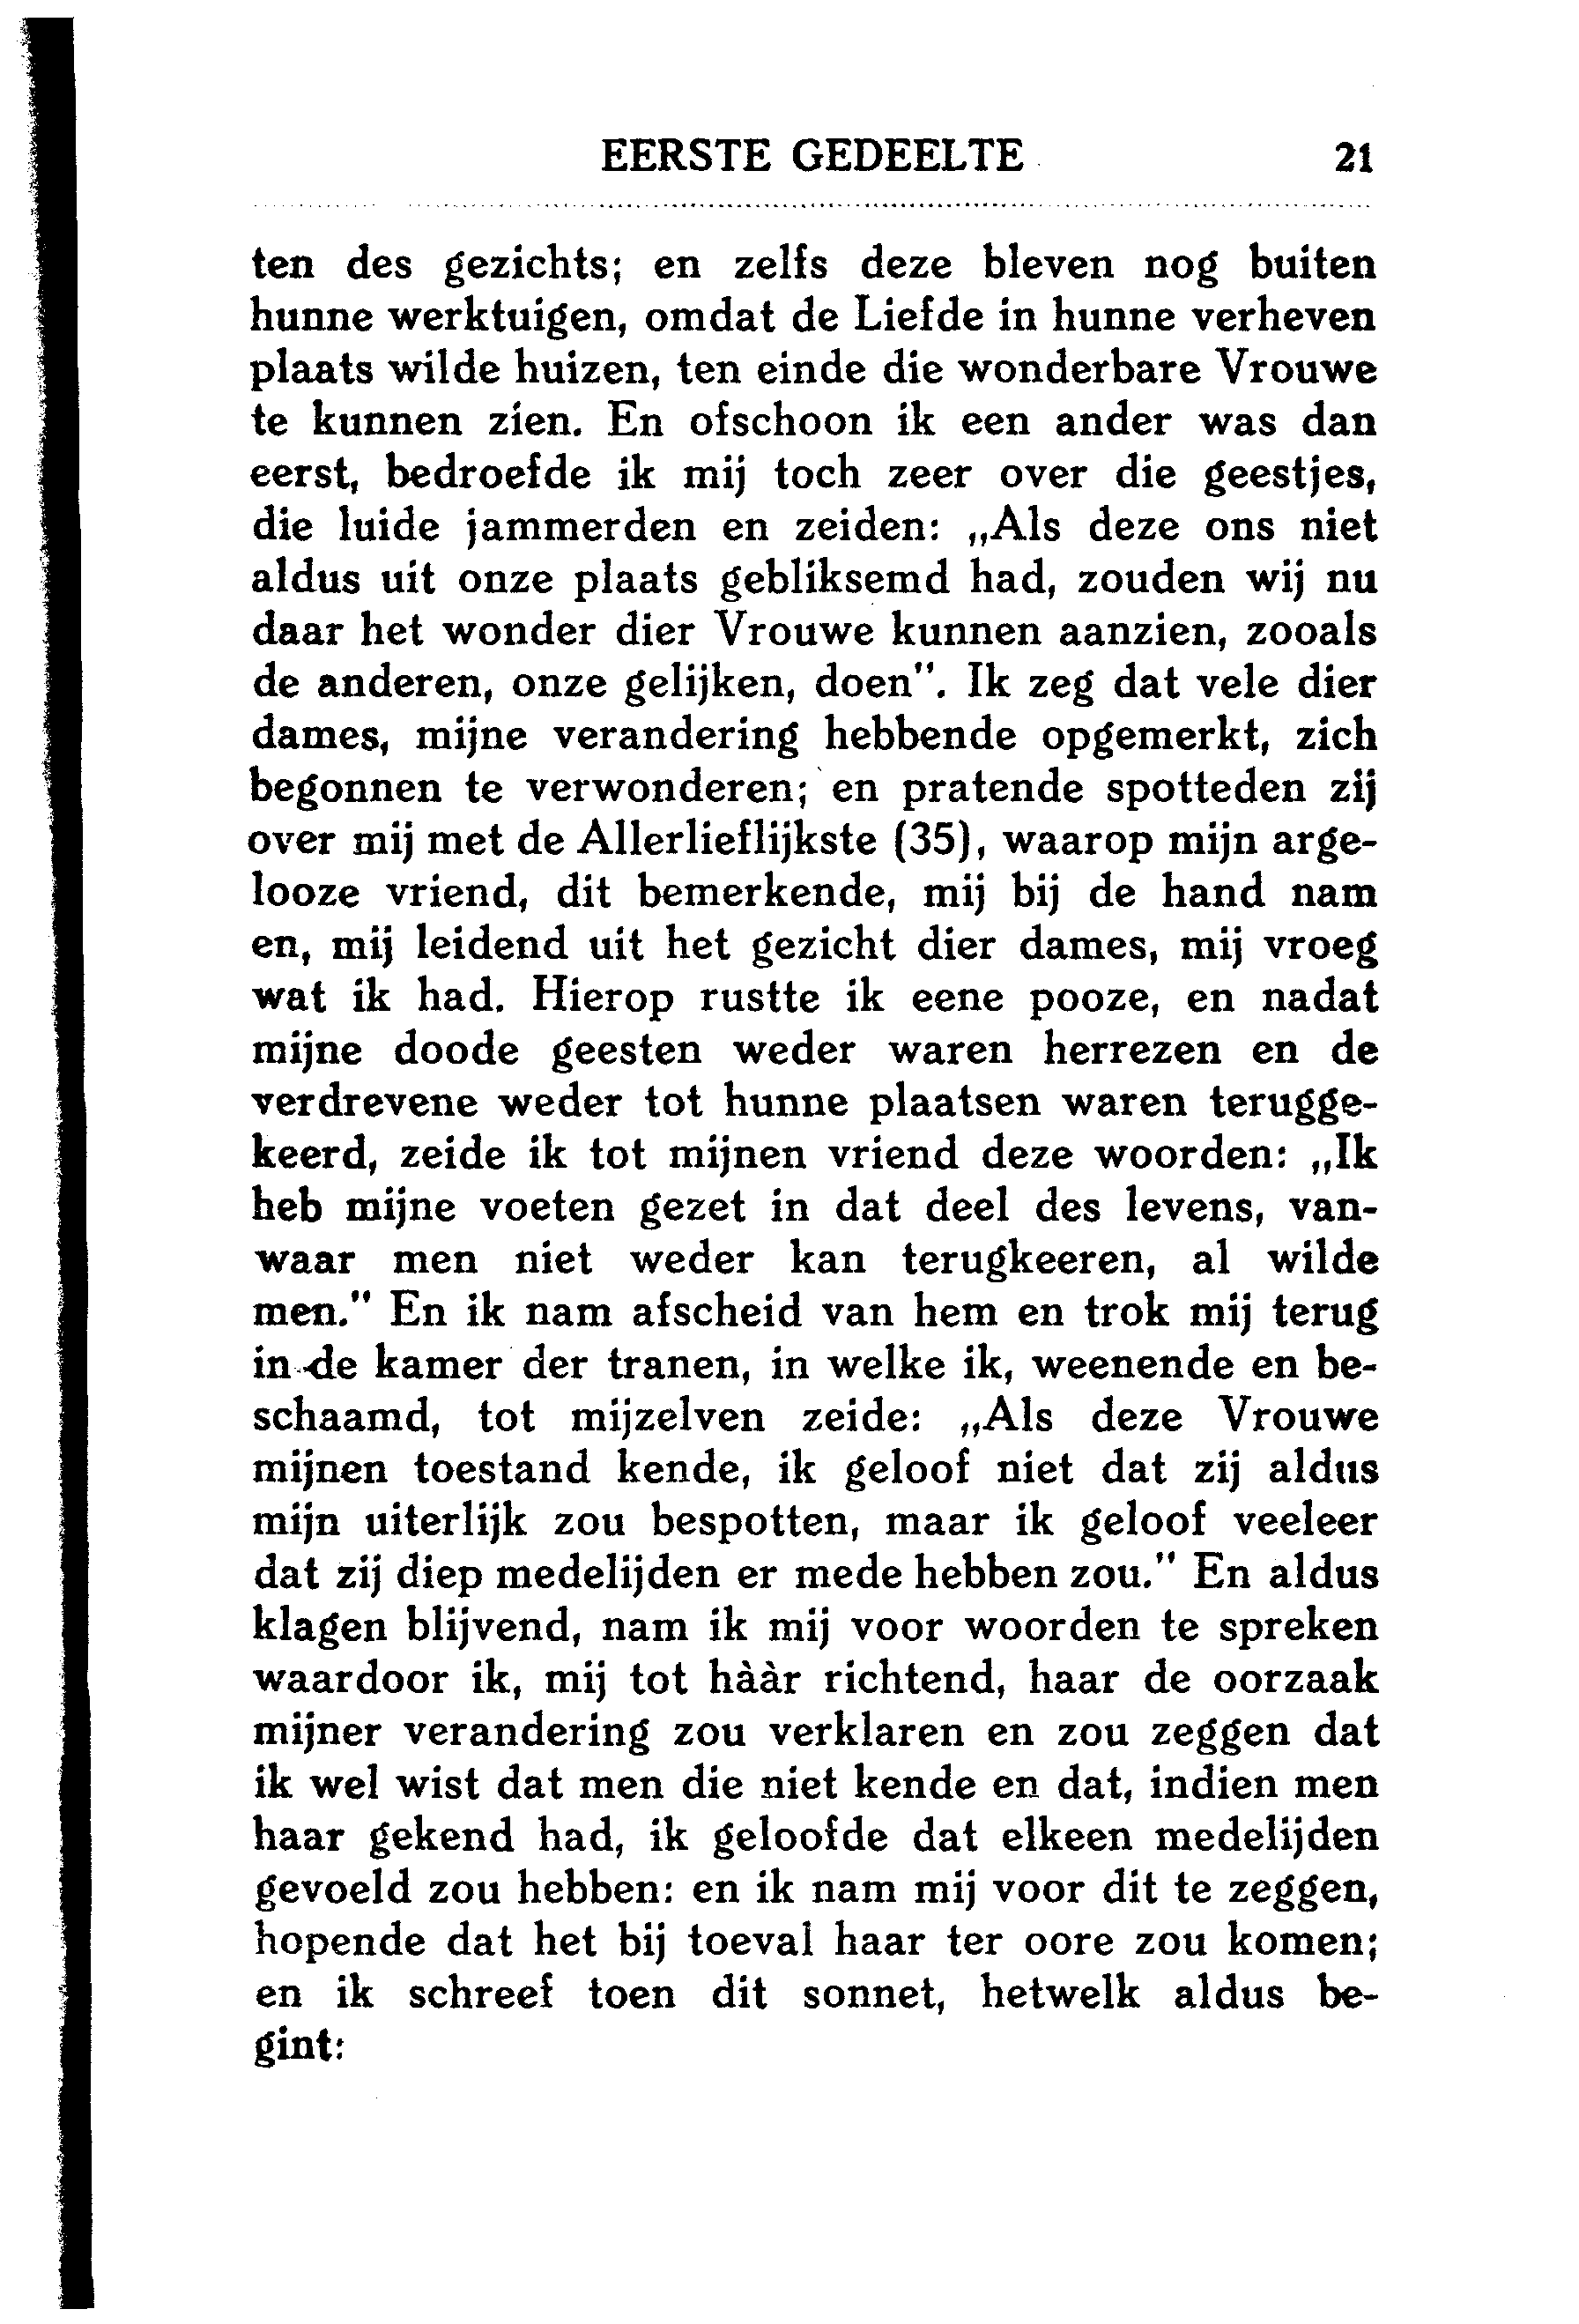 EERSTE GEDEELTE 21
ten des gezichts; en zelfs deze bleven nog buiten
hunne werktuigen, omdat de Liefde in hunne verheven
plaats wilde huizen, ten einde die wonderbare Vrouwe
te kunnen zien. En ofschoon ik een ander was dan
eerst, bedroefde ik mij toch zeer over die geestjes,
die luide jammerden en zeiden: „Als deze ons niet
aldus uit onze plaats gebliksemd had, zouden wij nu
daar het wonder dier Vrouwe kunnen aanzien, zooals
de anderen, onze gelijken, doen". Ik zeg dat vele dier
dames, mijne verandering hebbende opgemerkt, zich
begonnen te verwonderen; en pratende spotteden zij
over mij met de Allerlieflijkste (35), waarop mijn arge-
looze vriend, dit bemerkende, mij bij de hand nam
en, mij leidend uit het gezicht dier dames, mij vroeg
wat ik had. Hierop rustte ik eene pooze, en nadat
mijne doode geesten weder waren herrezen en de
verdrevene weder tot hunne plaatsen waren terugge-
keerd, zeide ik tot mijnen vriend deze woorden: „Ik
heb mijne voeten gezet in dat deel des levens, van-
waar men niet weder kan terugkeeren, al wilde
men." En ik nam afscheid van hem en trok mij terug
in de kamer der tranen, in welke ik, weenende en be-
schaamd, tot mijzelven zeide: „Als deze Vrouwe
mijnen toestand kende, ik geloof niet dat zij aldus
mijn uiterlijk zou bespotten, maar ik geloof veeleer
dat zij diep medelijden er mede hebben zou." En aldus
klagen blijvend, nam ik mij voor woorden te spreken
waardoor ik, mij tot hààr richtend, haar de oorzaak
mijner verandering zou verklaren en zou zeggen dat
ik wel wist dat men die niet kende en dat, indien men
haar gekend had, ik geloofde dat elkeen medelijden
gevoeld zou hebben: en ik nam mij voor dit te zeggen,
hopende dat het bij toeval haar ter oore zou komen;
en ik schreef toen dit sonnet, hetwelk aldus be-
gint: